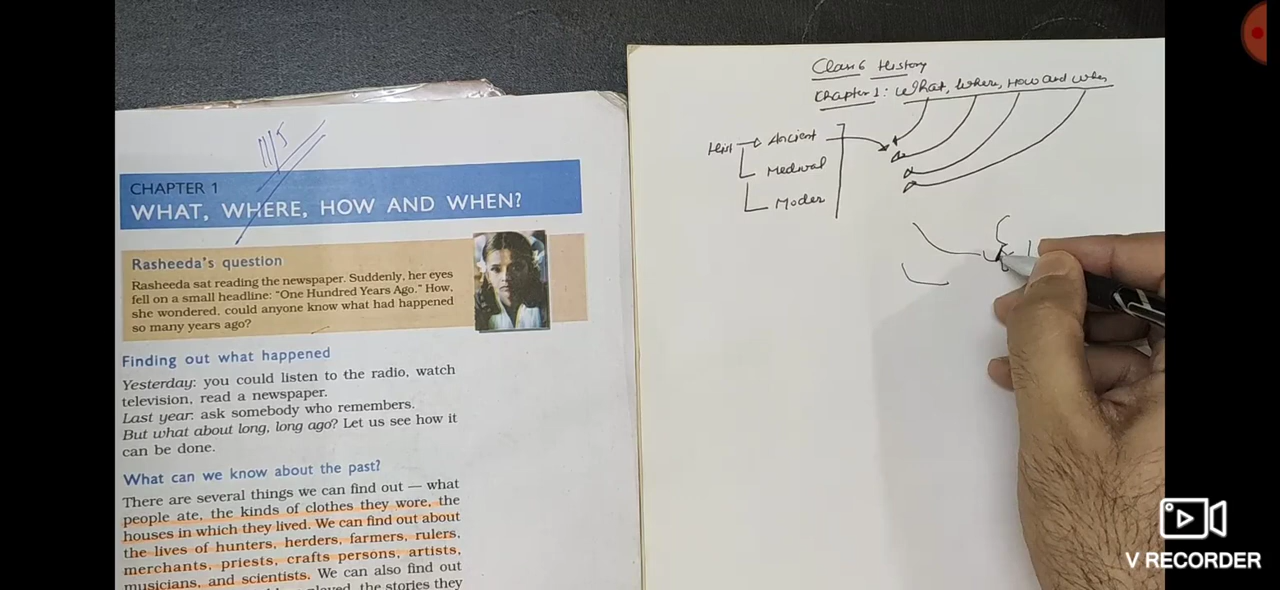 CHAPTER 1
WHAT, WHERE, HOW AND WHEN?
Rasheeda's question
Rasheeda sat reading the newspaper. Suddenly, her eyes
fell on a small headline: "One Hundred Years Ago." How,
she wondered, could anyone know what had happened
so many years ago?
Finding out what happened
Yesterday: you could listen to the radio, watch
television, read a newspaper.
Last year: ask somebody who remembers.
But what about long, long ago? Let us see how it
can be done.
What can we know about the past?
There are several things we can find out — what
people ate, the kinds of clothes they wore, the
houses in which they lived. We can find out about
the lives of hunters, herders, farmers, rulers,
merchants, priests, crafts persons, artists,
musicians, and scientists. We can also find out
the stories they
Class 6 History
Chapter 1: What, Where, How and When
Hist Ancient
Medival
Moder
V RECORDER